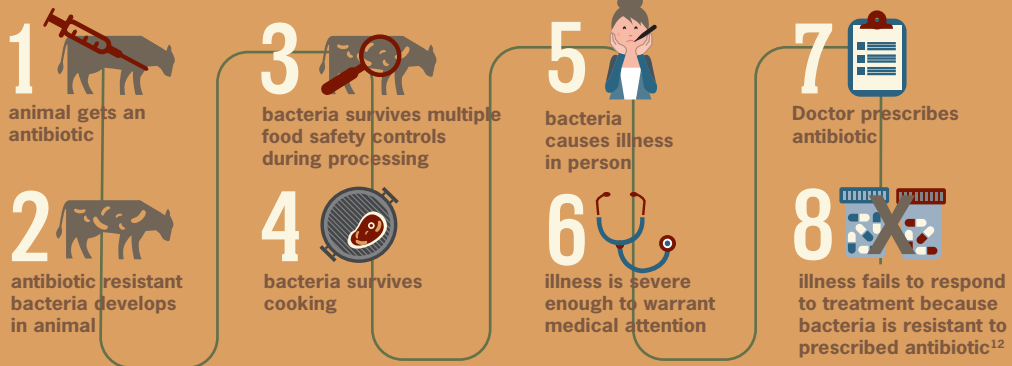 1
animal gets an
antibiotic
2
antibiotic resistant
bacteria develops
in animal
3
bacteria survives multiple
food safety controls
during processing
4
bacteria survives
cooking
5
bacteria
causes illness
in person
6
illness is severe
enough to warrant
medical attention
7
Doctor prescribes
antibiotic
8
X
illness fails to respond
to treatment because
bacteria is resistant to
prescribed antibiotic¹²